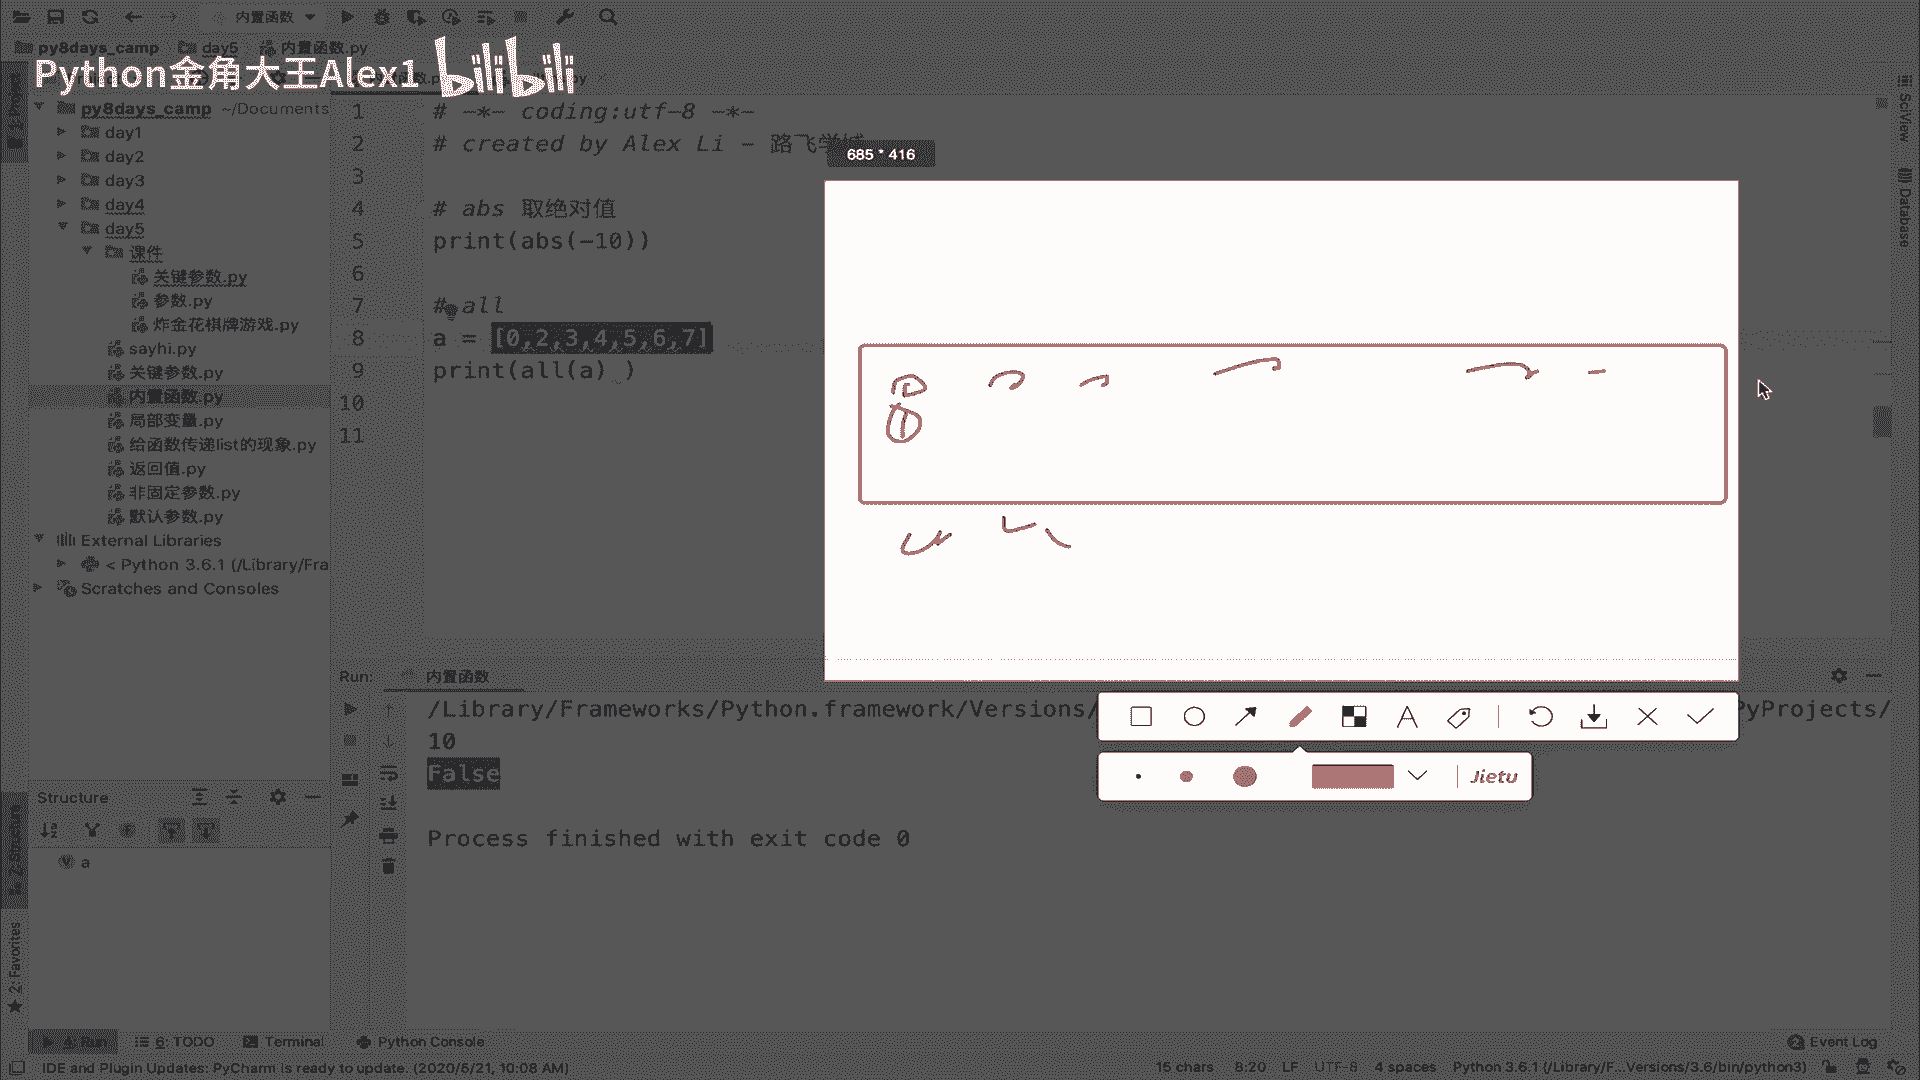 内置函数
py8days_camp day5 内置函数.py
Python金角大王Alex1 bilibili
py8days_camp ~/Documents
day1
day2
day3
day4
day5
课件
关键参数.py
参数.py
炸金花棋牌游戏.py
sayhi.py
关键参数.py
内置函数.py
局部变量.py
给函数传递list的现象.py
返回值.py
非固定参数.py
默认参数.py
External Libraries
< Python 3.6.1 (/Library/Fra
Scratches and Consoles
1 # -*- coding:utf-8 -*-
2 # created by Alex Li - 路飞学城
3
4 # abs 取绝对值
5 print(abs(-10))
6
7 # all
8 a = [0,2,3,4,5,6,7]
9 print(all(a) )
10
11
685 * 416
SciView
Database
Jietu
Structure
a
Run: 内置函数
/Library/Frameworks/Python.framework/Versions/
PyProjects/
10
False
Process finished with exit code 0
Z: Structure
2: Favorites
4: Run 6: TODO Terminal Python Console
2 Event Log
IDE and Plugin Updates: PyCharm is ready to update. (2020/5/21, 10:08 AM)
15 chars 8:20 LF UTF-8 4 spaces Python 3.6.1 (/Library/F...Versions/3.6/bin/python3)